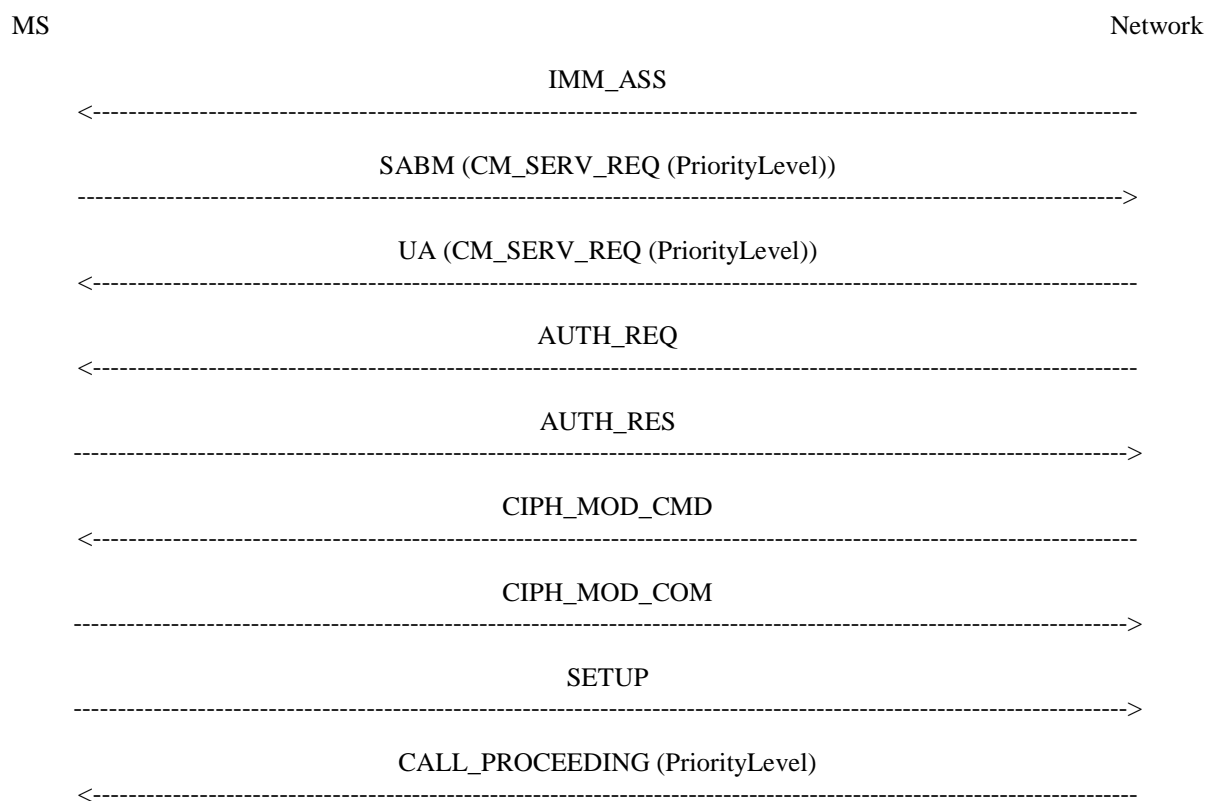 MS Network
IMM_ASS
<-----------------------------------------------------------------------------------------------------------------------
SABM (CM_SERV_REQ (PriorityLevel))
----------------------------------------------------------------------------------------------------------------------->
UA (CM_SERV_REQ (PriorityLevel))
<-----------------------------------------------------------------------------------------------------------------------
AUTH_REQ
<-----------------------------------------------------------------------------------------------------------------------
AUTH_RES
----------------------------------------------------------------------------------------------------------------------->
CIPH_MOD_CMD
<-----------------------------------------------------------------------------------------------------------------------
CIPH_MOD_COM
----------------------------------------------------------------------------------------------------------------------->
SETUP
----------------------------------------------------------------------------------------------------------------------->
CALL_PROCEEDING (PriorityLevel)
<-----------------------------------------------------------------------------------------------------------------------